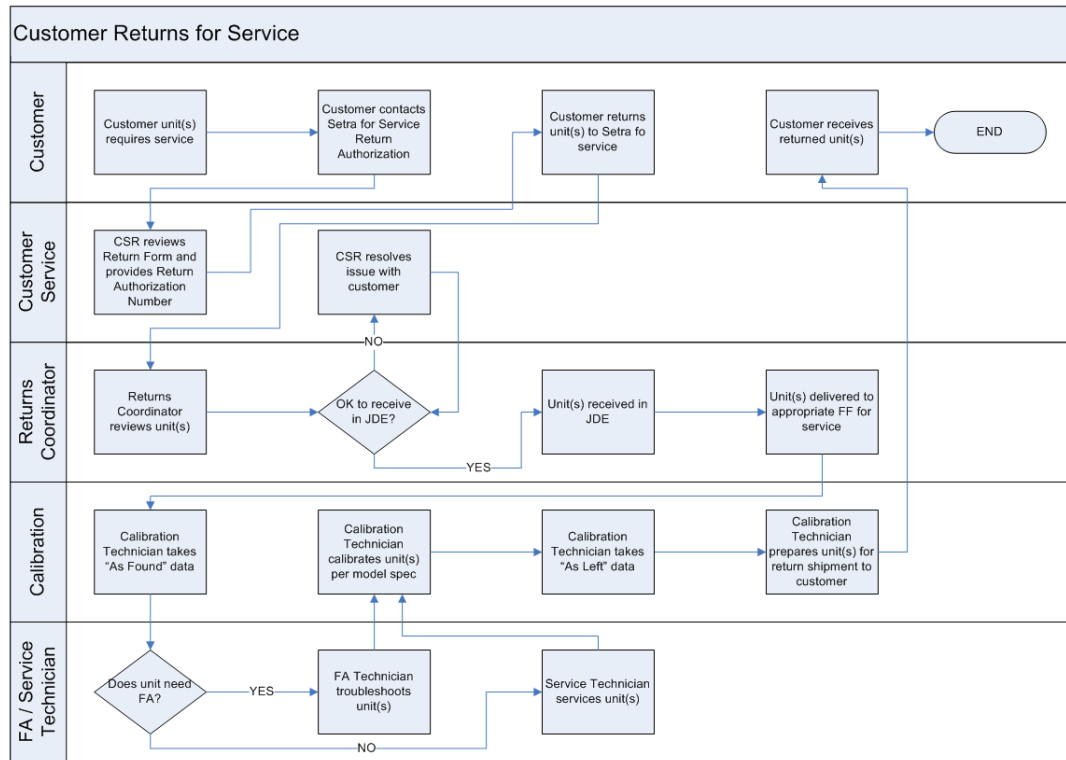 Customer Returns for Service
Customer
Customer unit(s)
requires service
Customer contacts
Setra for Service
Return
Authorization
Customer returns
unit(s) to Setra fo
service
Customer receives
returned unit(s)
END
Customer
Service
CSR reviews
Return Form and
provides Return
Authorization
Number
CSR resolves
issue with
customer
NO
Returns
Coordinator
Returns
Coordinator
reviews unit(s)
OK to receive
in JDE?
YES
Unit(s) received in
JDE
Unit(s) delivered to
appropriate FF for
service
Calibration
Calibration
Technician takes
“As Found” data
Calibration
Technician
calibrates unit(s)
per model spec
Calibration
Technician takes
“As Left” data
Calibration
Technician
prepares unit(s) for
return shipment to
customer
FA / Service
Technician
Does unit need
FA?
YES
NO
FA Technician
troubleshoots
unit(s)
Service Technician
services unit(s)